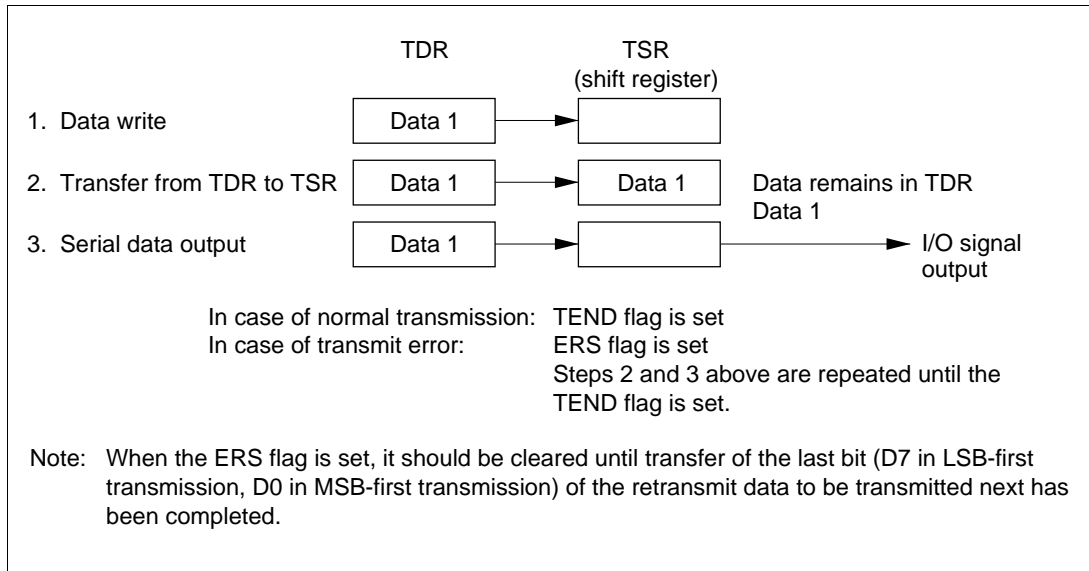 TDR TSR
(shift register)
1. Data write Data 1
2. Transfer from TDR to TSR Data 1 Data 1 Data remains in TDR
Data 1
3. Serial data output Data 1 I/O signal
output
In case of normal transmission: TEND flag is set
In case of transmit error: ERS flag is set
Steps 2 and 3 above are repeated until the
TEND flag is set.
Note: When the ERS flag is set, it should be cleared until transfer of the last bit (D7 in LSB-first
transmission, D0 in MSB-first transmission) of the retransmit data to be transmitted next has
been completed.